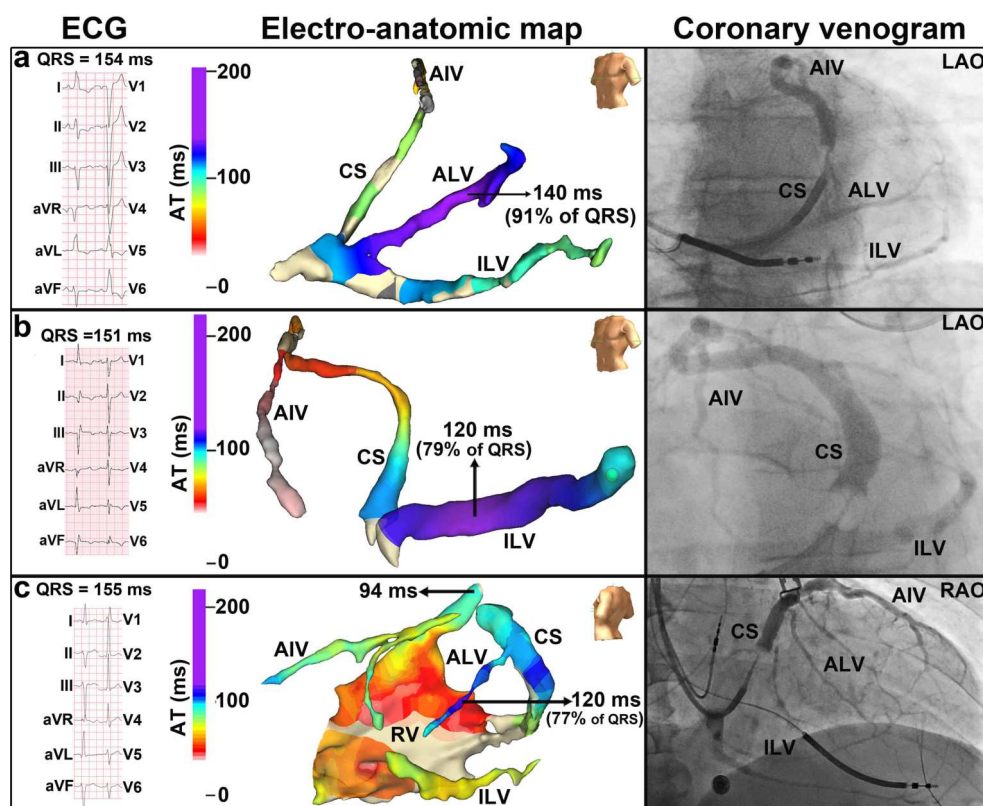 ECG
Electro-anatomic map
Coronary venogram
a
QRS = 154 ms
I V1
II V2
III V3
aVR V4
aVL V5
aVF V6
AT (ms)
200
100
0
AIV
CS
ALV
140 ms
(91% of QRS)
ILV
LAO
AIV
CS
ALV
ILV
b
QRS =151 ms
I V1
II V2
III V3
aVR V4
aVL V5
aVF V6
AT (ms)
200
100
0
AIV
CS
120 ms
(79% of QRS)
ILV
LAO
AIV
CS
ILV
c
QRS = 155 ms
I V1
II V2
III V3
aVR V4
aVL V5
aVF V6
AT (ms)
200
100
0
94 ms
AIV
CS
ALV
120 ms
(77% of QRS)
RV
ILV
RAO
AIV
CS
ALV
ILV